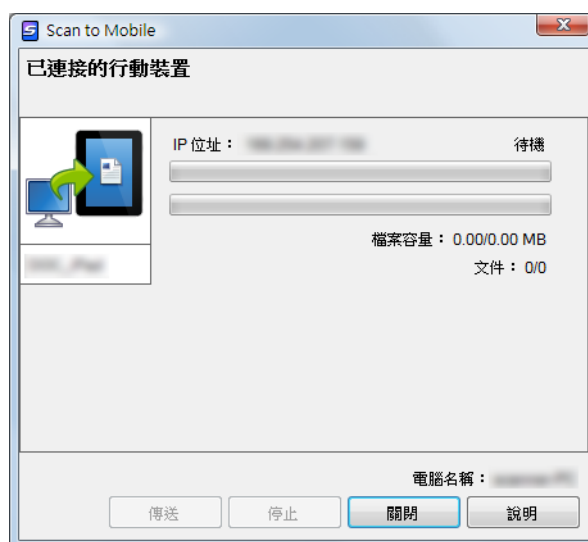 Scan to Mobile
已連接的行動裝置
IP 位址： 待機
檔案容量： 0.00/0.00 MB
文件： 0/0
電腦名稱：
傳送 停止 關閉 說明